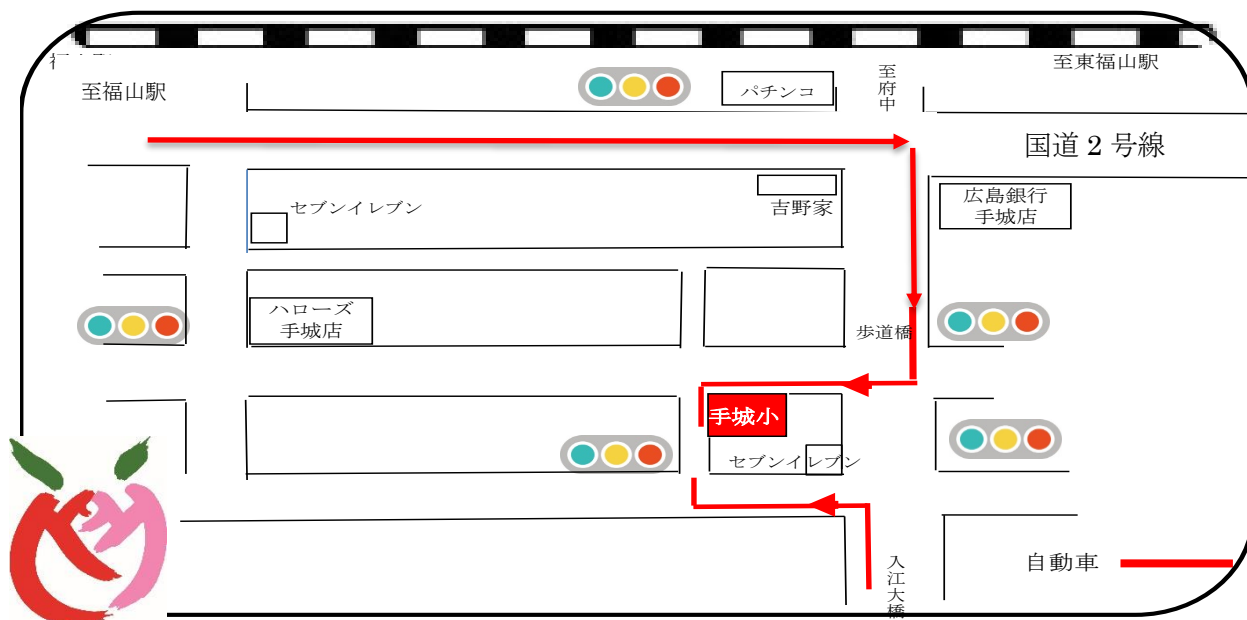 至福山駅
パチンコ
至府中
至東福山駅
国道2号線
セブンイレブン
吉野家
広島銀行
手城店
ハローズ
手城店
歩道橋
手城小
セブンイレブン
入江大橋
自動車